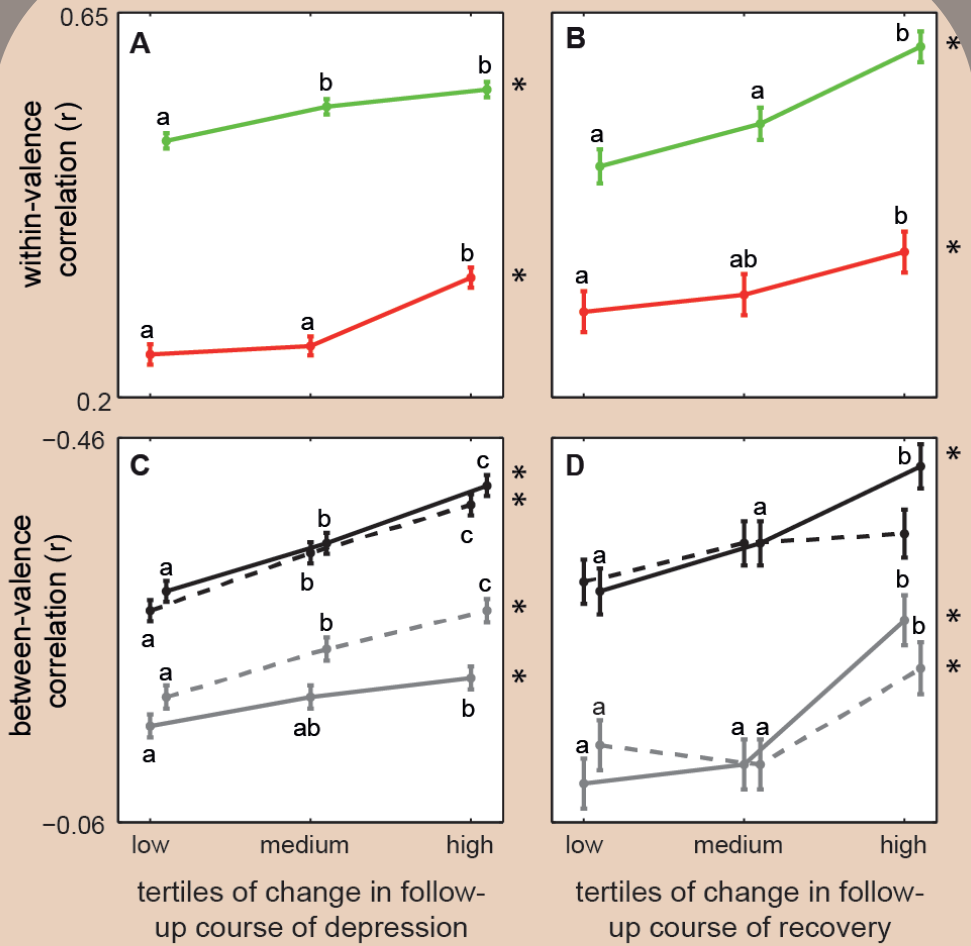 0.65
A
a
b
b
*
a
a
b
*
within-valence
correlation (r)
0.2
B
a
a
b
*
a
ab
b
*
−0.46
C
a
b
c
*
*
a
b
c
a
b
c
*
a
ab
b
*
between-valence
correlation (r)
−0.06
low
medium
high
tertiles of change in follow-
up course of depression
D
a
a
b
*
b
*
a
a
a
a
b
*
low
medium
high
tertiles of change in follow-
up course of recovery